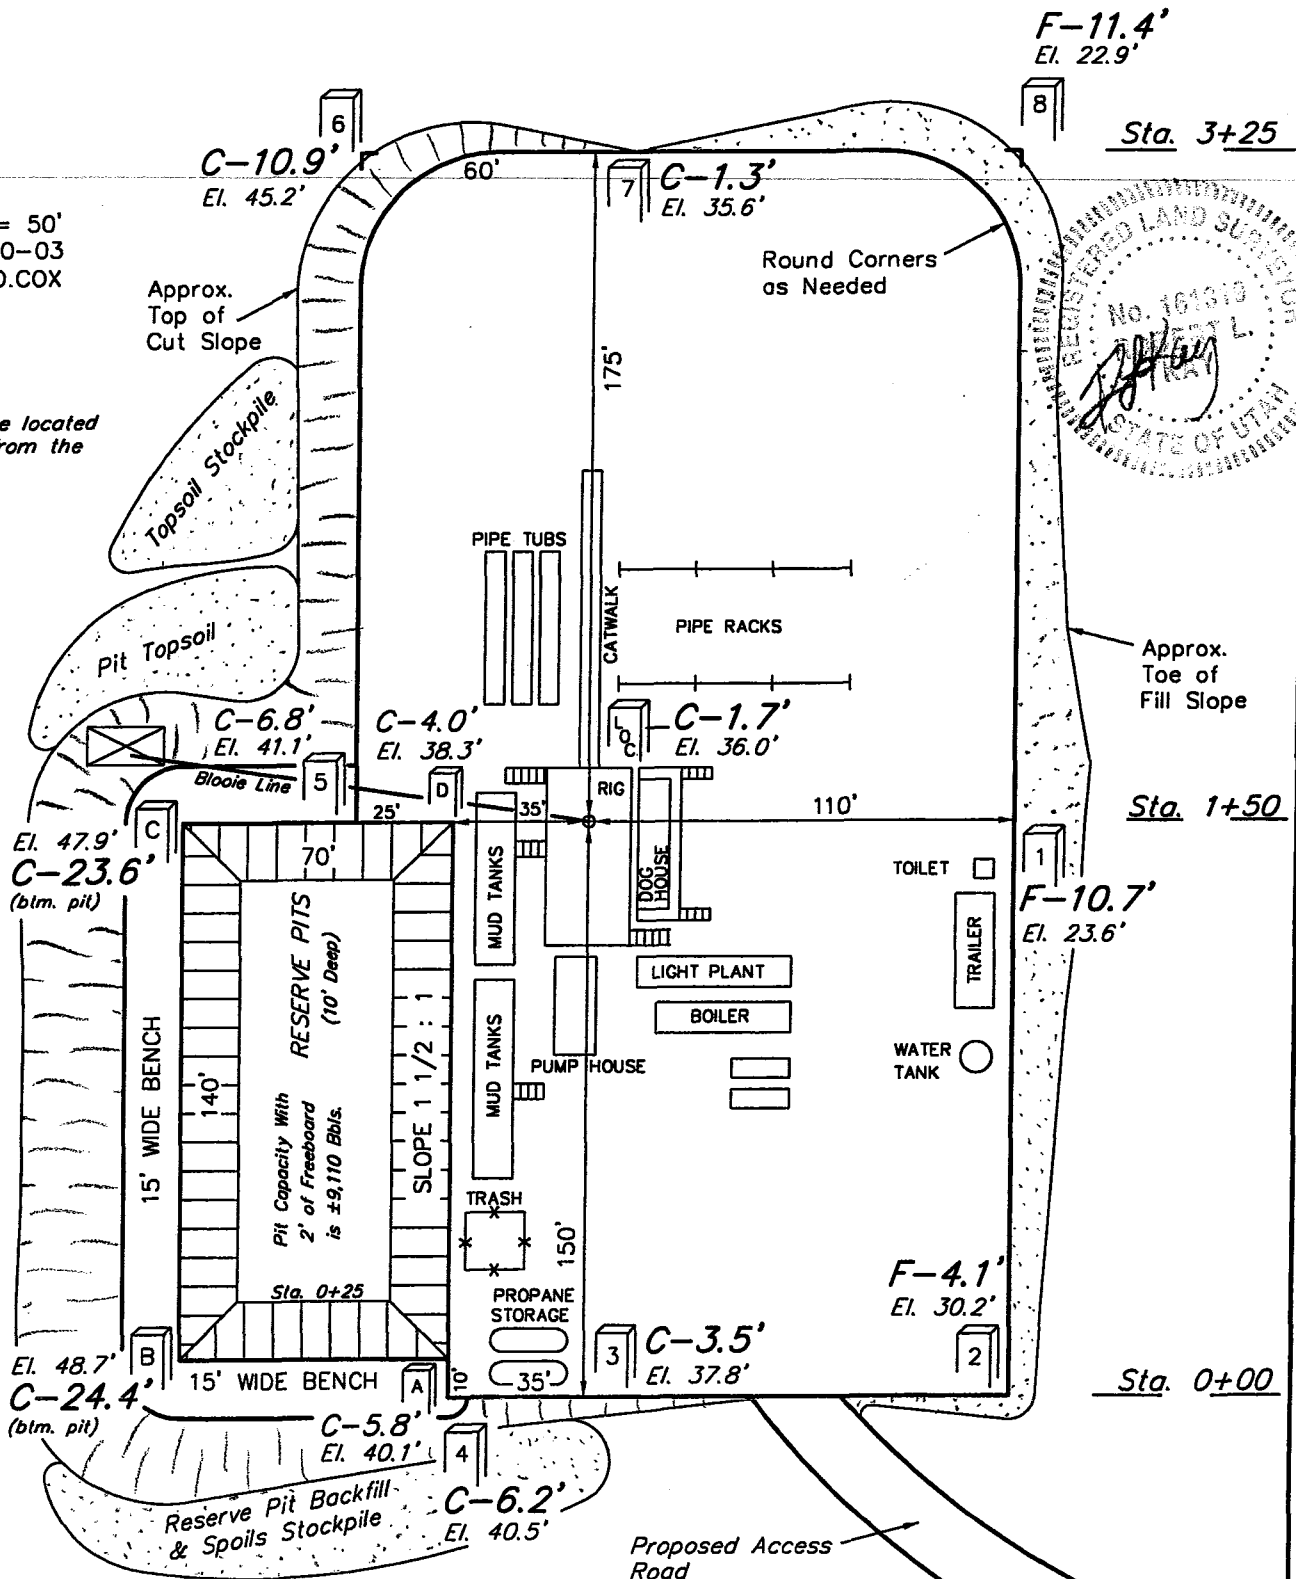 F-11.4'
El. 22.9'
8
6
Sta. 3+25
C-10.9'
El. 45.2'
60'
7
C-1.3'
El. 35.6'
= 50'
0-03
D.COX
Approx.
Top of
Cut Slope
Round Corners
as Needed
REGISTERED LAND SURVEYOR
No. 161319
KAY
STATE OF UTAH
175'
e located
from the
Topsoil Stockpile
PIPE TUBS
CATWALK
PIPE RACKS
Pit Topsoil
Approx.
Toe of
Fill Slope
C-6.8'
El. 41.1'
C-4.0'
El. 38.3'
LOC.
C-1.7'
El. 36.0'
Blooie Line
5
D
RIG
25'
35'
110'
Sta. 1+50
El. 47.9'
C
C-23.6'
(btm. pit)
70'
MUD TANKS
DOG HOUSE
TOILET
1
F-10.7'
El. 23.6'
TRAILER
RESERVE PITS
(10' Deep)
LIGHT PLANT
BOILER
15' WIDE BENCH
140'
Pit Capacity With
2' of Freeboard
is ±9,110 Bbls.
SLOPE 1 1/2 : 1
MUD TANKS
PUMP HOUSE
WATER
TANK
TRASH
150'
Sta. 0+25
PROPANE
STORAGE
F-4.1'
El. 30.2'
El. 48.7'
B
C-24.4'
(btm. pit)
15' WIDE BENCH
A
10'
35'
3
C-3.5'
El. 37.8'
2
Sta. 0+00
C-5.8'
El. 40.1'
4
C-6.2'
El. 40.5'
Reserve Pit Backfill
& Spoils Stockpile
Proposed Access
Road